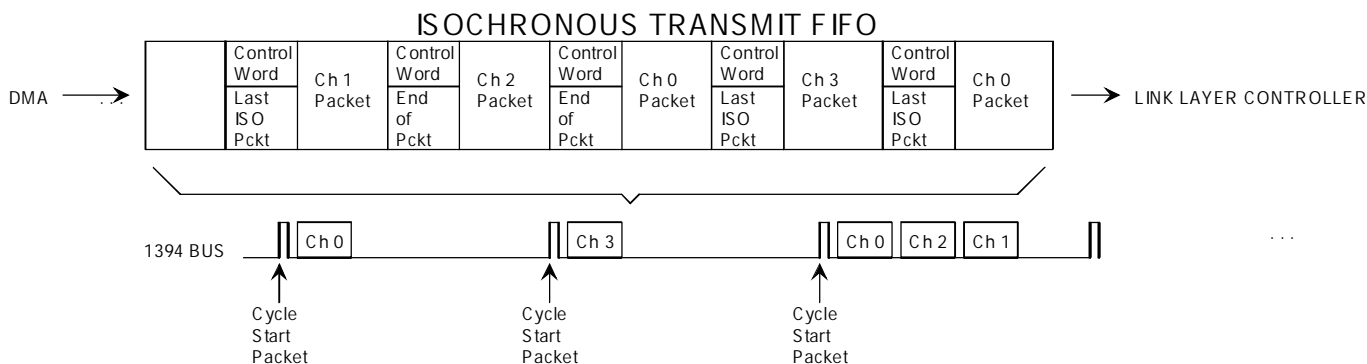 ISOCHRONOUS TRANSMIT FIFO
DMA
...
Control
Word
Last
ISO
Pckt
Ch 1
Packet
Control
Word
End
of
Pckt
Ch 2
Packet
Control
Word
End
of
Pckt
Ch 0
Packet
Control
Word
Last
ISO
Pckt
Ch 3
Packet
Control
Word
Last
ISO
Pckt
Ch 0
Packet
LINK LAYER CONTROLLER
1394 BUS
Ch 0
Ch 3
Ch 0
Ch 2
Ch 1
...
Cycle
Start
Packet
Cycle
Start
Packet
Cycle
Start
Packet